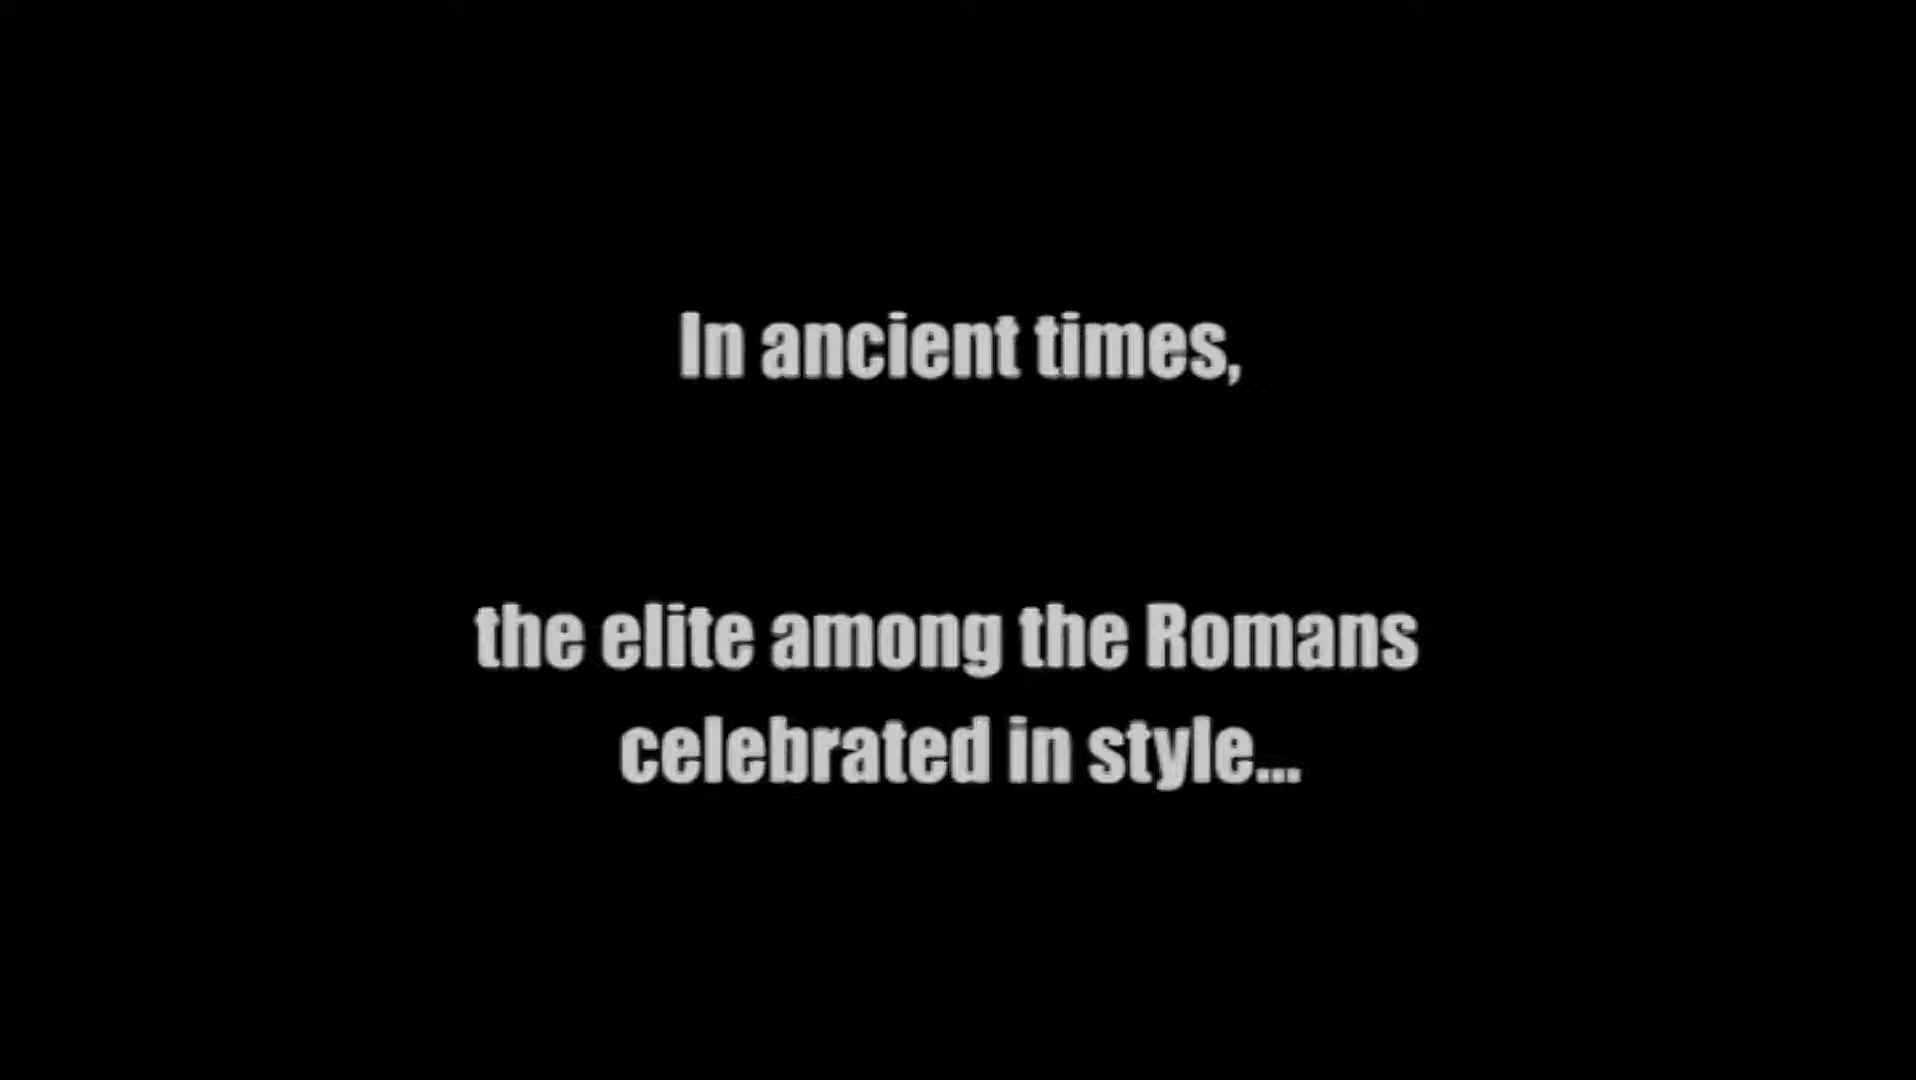 In ancient times,
the elite among the Romans
celebrated in style...